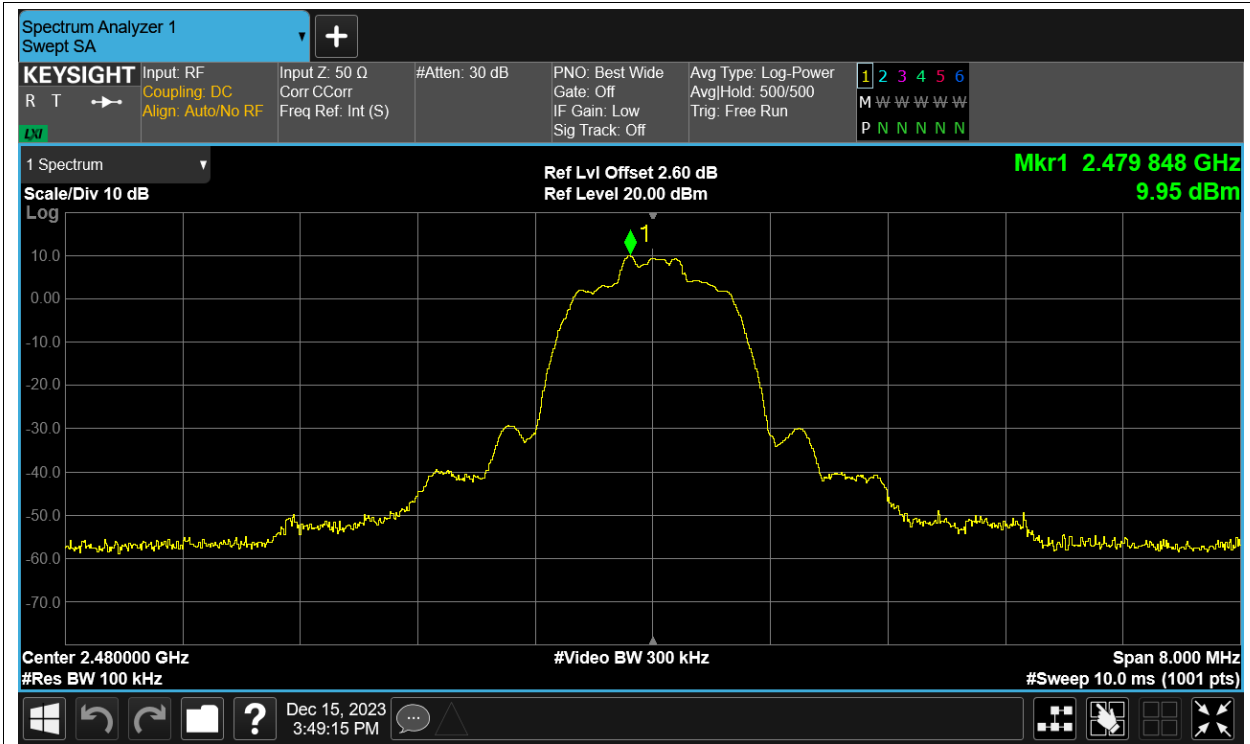 Spectrum Analyzer 1
Swept SA
+
KEYSIGHT
R T
LXI
Input: RF
Coupling: DC
Align: Auto/No RF
Input Z: 50 Ω
Corr CCorr
Freq Ref: Int (S)
#Atten: 30 dB
PNO: Best Wide
Gate: Off
IF Gain: Low
Sig Track: Off
Avg Type: Log-Power
Avg|Hold: 500/500
Trig: Free Run
1 2 3 4 5 6
M W W W W W W
P N N N N N N
1 Spectrum
Scale/Div 10 dB
Log
Ref Lvl Offset 2.60 dB
Ref Level 20.00 dBm
Mkr1 2.479 848 GHz
9.95 dBm
1
10.0
0.00
-10.0
-20.0
-30.0
-40.0
-50.0
-60.0
-70.0
Center 2.480000 GHz
#Res BW 100 kHz
#Video BW 300 kHz
Span 8.000 MHz
#Sweep 10.0 ms (1001 pts)
?
Dec 15, 2023
3:49:15 PM